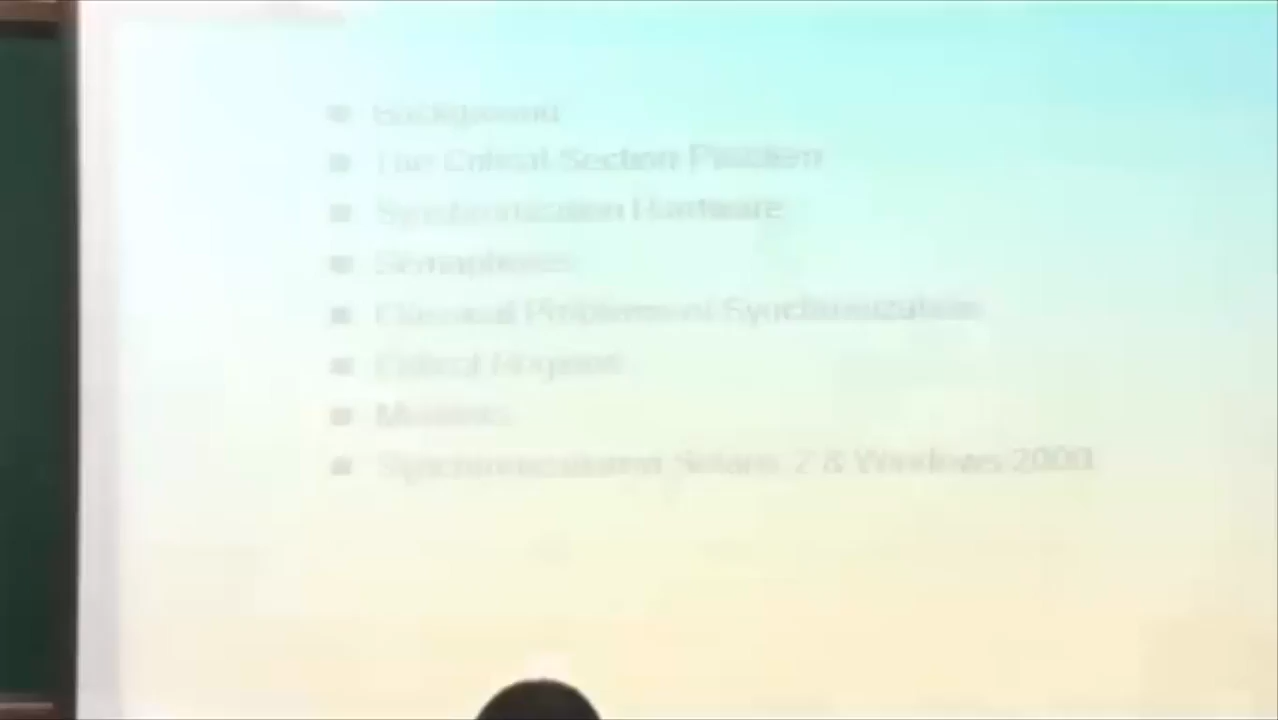 Background
The Critical-Section Problem
Synchronization Hardware
Semaphores
Classical Problems of Synchronization
Critical Regions
Monitors
Synchronization in Solaris 2 & Windows 2000